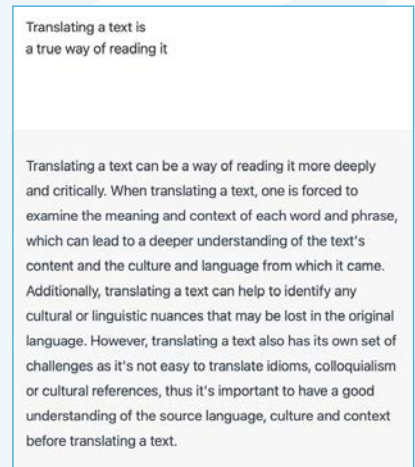 Translating a text is
a true way of reading it
Translating a text can be a way of reading it more deeply
and critically. When translating a text, one is forced to
examine the meaning and context of each word and phrase,
which can lead to a deeper understanding of the text's
content and the culture and language from which it came.
Additionally, translating a text can help to identify any
cultural or linguistic nuances that may be lost in the original
language. However, translating a text also has its own set of
challenges as it's not easy to translate idioms, colloquialism
or cultural references, thus it's important to have a good
understanding of the source language, culture and context
before translating a text.